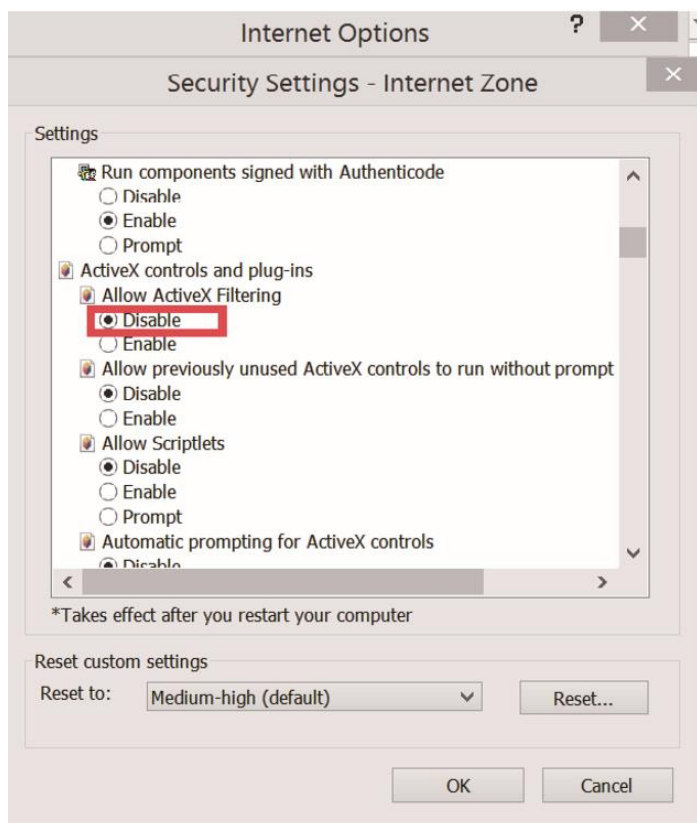 Internet Options
?
Security Settings - Internet Zone
Settings
Run components signed with Authenticode
Disable
Enable
Prompt
ActiveX controls and plug-ins
Allow ActiveX Filtering
Disable
Enable
Allow previously unused ActiveX controls to run without prompt
Disable
Enable
Allow Scriptlets
Disable
Enable
Prompt
Automatic prompting for ActiveX controls
Disable
*Takes effect after you restart your computer
Reset custom settings
Reset to:
Medium-high (default)
Reset...
OK
Cancel